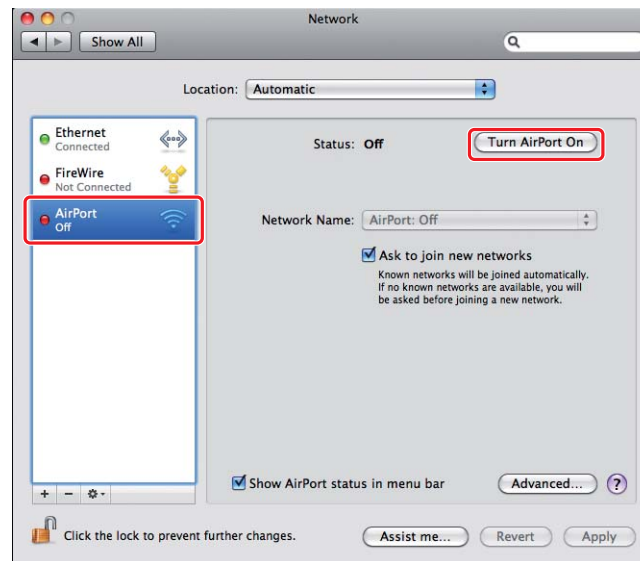 Network
Show All
Location: Automatic
Ethernet
Connected
FireWire
Not Connected
AirPort
Off
Status: Off
Turn AirPort On
Network Name: AirPort: Off
Ask to join new networks
Known networks will be joined automatically.
If no known networks are available, you will
be asked before joining a new network.
Show AirPort status in menu bar
Advanced...
?
Click the lock to prevent further changes.
Assist me...
Revert
Apply